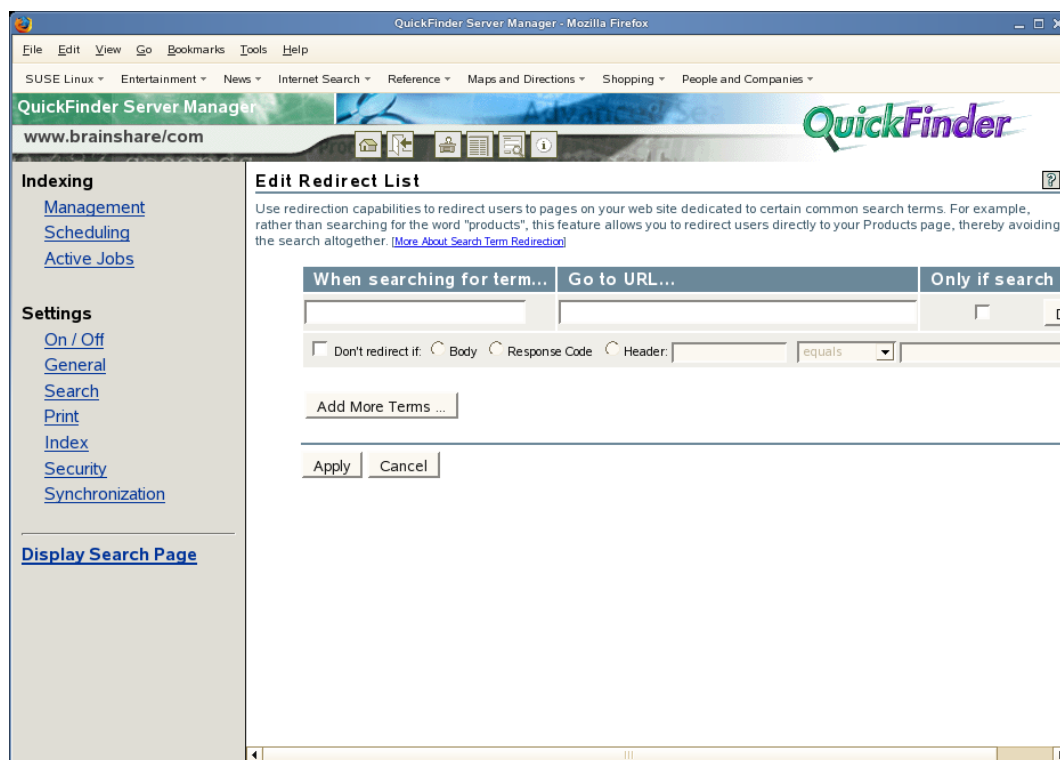 QuickFinder Server Manager - Mozilla Firefox
File Edit View Go Bookmarks Tools Help
SUSE Linux Entertainment News Internet Search Reference Maps and Directions Shopping People and Companies
QuickFinder Server Manager
Advanced Se
QuickFinder
www.brainshare/com
Indexing
Management
Scheduling
Active Jobs
Settings
On / Off
General
Search
Print
Index
Security
Synchronization
Display Search Page
Edit Redirect List
?
Use redirection capabilities to redirect users to pages on your web site dedicated to certain common search terms. For example,
rather than searching for the word "products", this feature allows you to redirect users directly to your Products page, thereby avoiding
the search altogether. [More About Search Term Redirection]
When searching for term... Go to URL... Only if search
Don't redirect if: Body Response Code Header: equals
Add More Terms ...
Apply Cancel